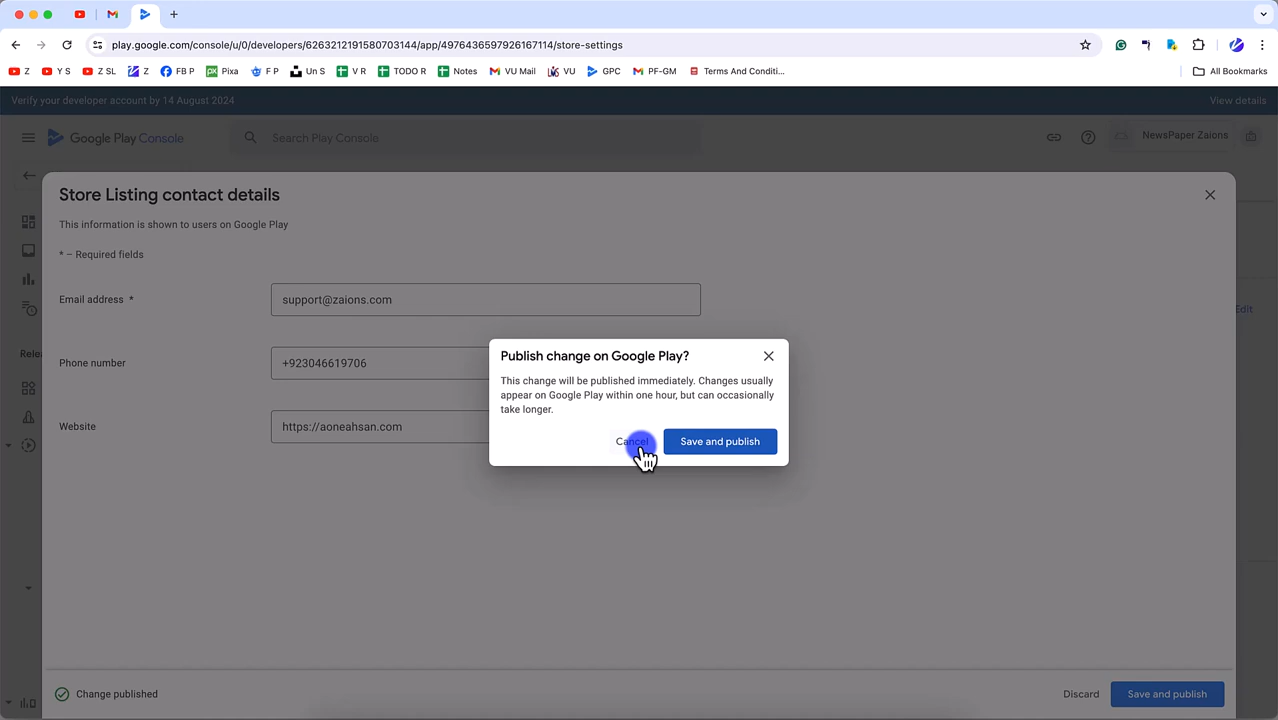 play.google.com/console/u/0/developers/6263212191580703144/app/4976436597926167114/store-settings
Z
Y S
Z SL
Z
FB P
Pixa
F P
Un S
V R
TODO R
Notes
VU Mail
VU
GPC
PF-GM
Terms And Conditi...
All Bookmarks
Verify your developer account by 14 August 2024
View details
Google Play Console
Search Play Console
NewsPaper Zaions
Store Listing contact details
This information is shown to users on Google Play
* – Required fields
Email address *
support@zaions.com
Edit
Relea
Phone number
+923046619706
Website
https://aoneahsan.com
Publish change on Google Play?
This change will be published immediately. Changes usually
appear on Google Play within one hour, but can occasionally
take longer.
Cancel
Save and publish
Change published
Discard
Save and publish